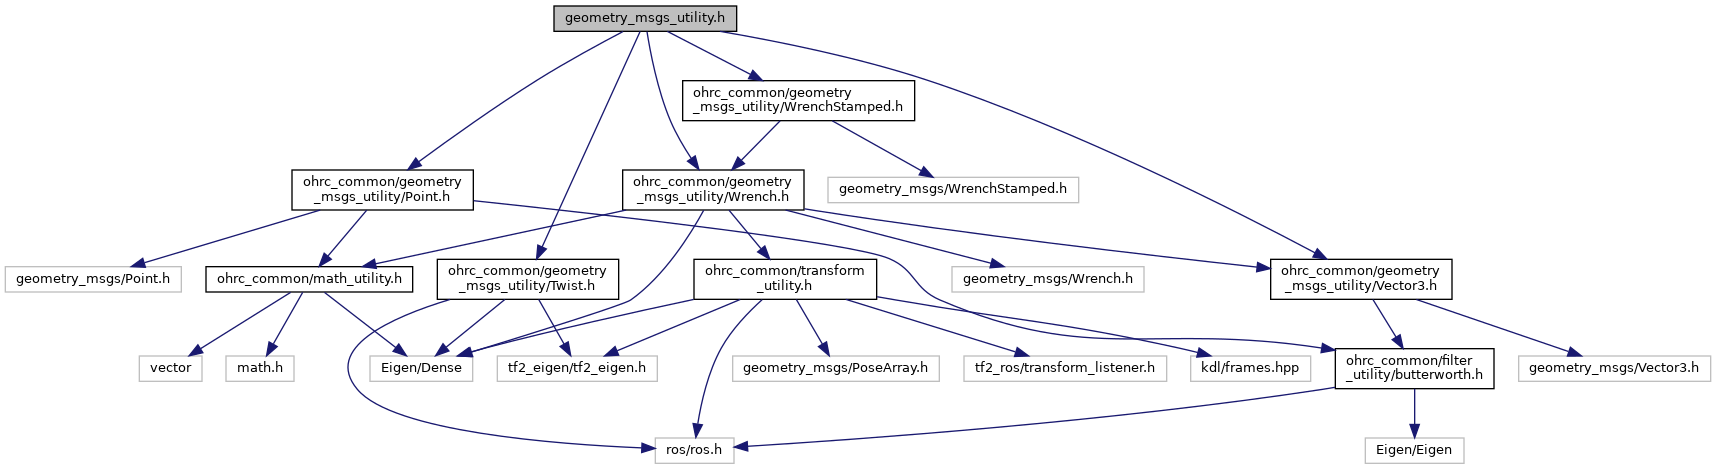 geometry_msgs_utility.h
ohrc_common/geometry
_msgs_utility/WrenchStamped.h
ohrc_common/geometry
_msgs_utility/Point.h
ohrc_common/geometry
_msgs_utility/Wrench.h
geometry_msgs/WrenchStamped.h
geometry_msgs/Point.h
ohrc_common/math_utility.h
ohrc_common/geometry
_msgs_utility/Twist.h
ohrc_common/transform
_utility.h
geometry_msgs/Wrench.h
ohrc_common/geometry
_msgs_utility/Vector3.h
vector
math.h
Eigen/Dense
tf2_eigen/tf2_eigen.h
geometry_msgs/PoseArray.h
tf2_ros/transform_listener.h
kdl/frames.hpp
ohrc_common/filter
_utility/butterworth.h
geometry_msgs/Vector3.h
ros/ros.h
Eigen/Eigen